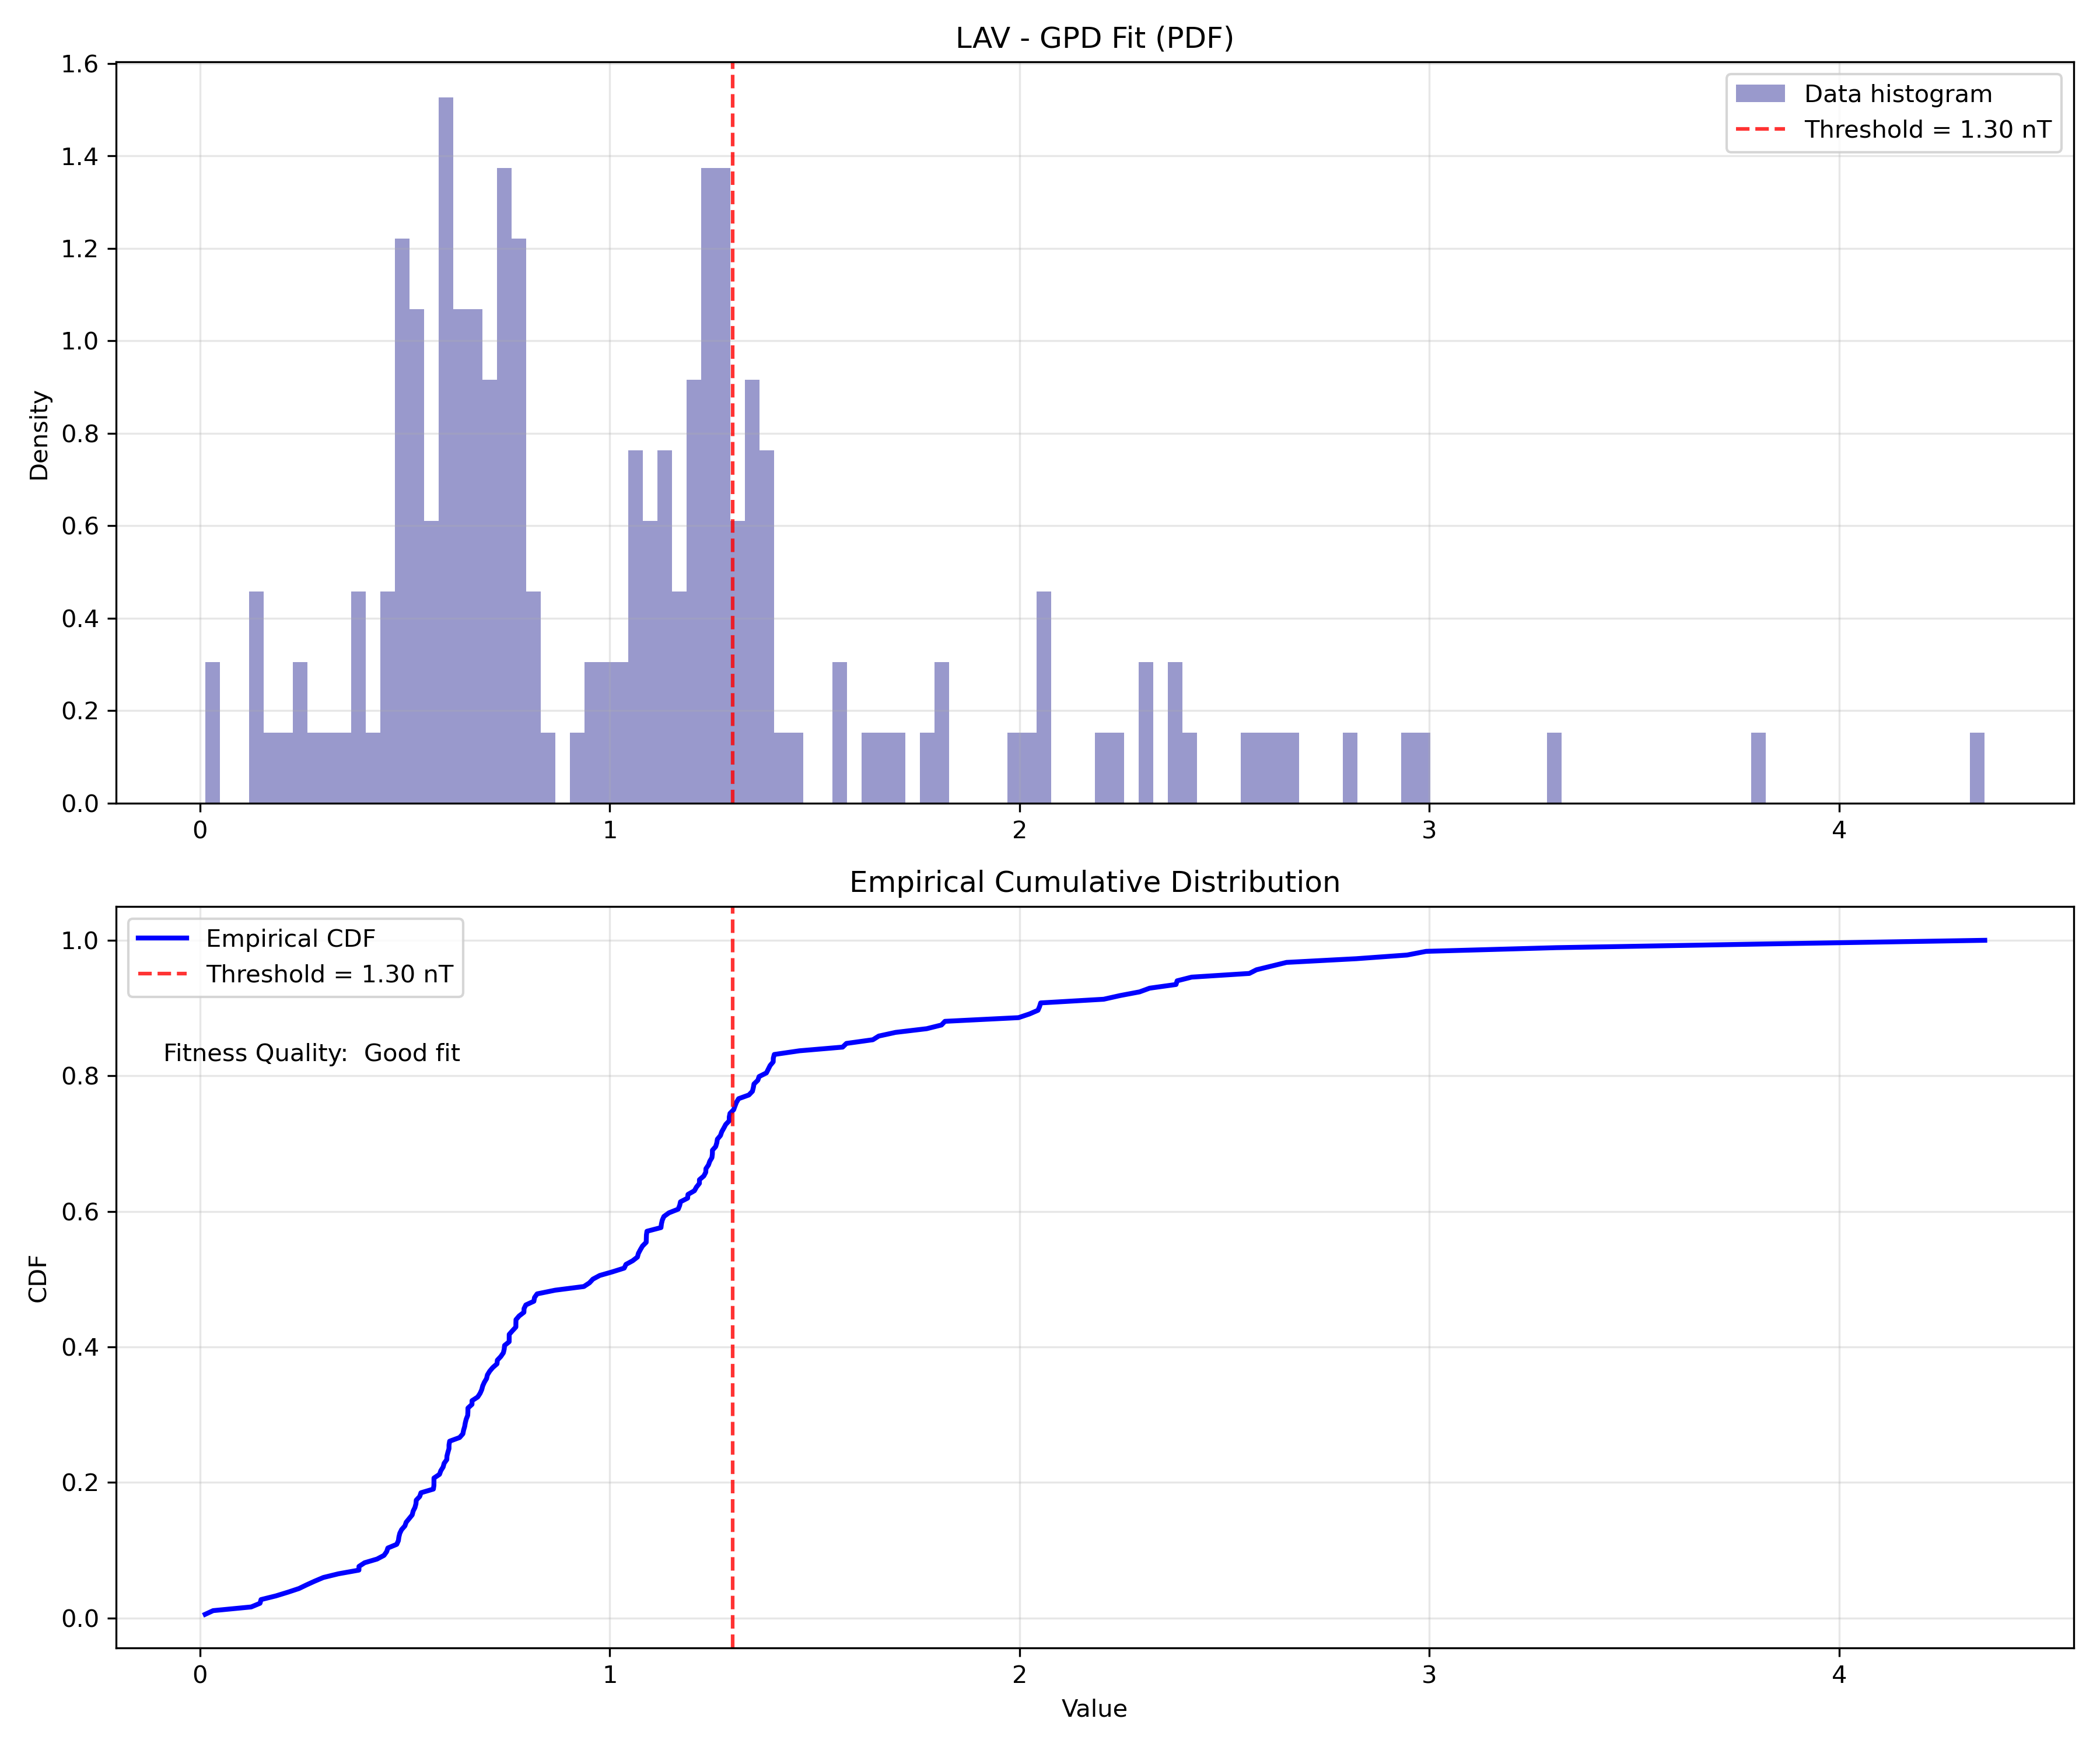 LAV - GPD Fit (PDF)
1.6
1.4
1.2
1.0
0.8
0.6
0.4
0.2
0.0
Density
Data histogram
Threshold = 1.30 nT
0 1 2 3 4
Empirical Cumulative Distribution
1.0
0.8
0.6
0.4
0.2
0.0
CDF
Empirical CDF
Threshold = 1.30 nT
Fitness Quality:  Good fit
0 1 2 3 4
Value